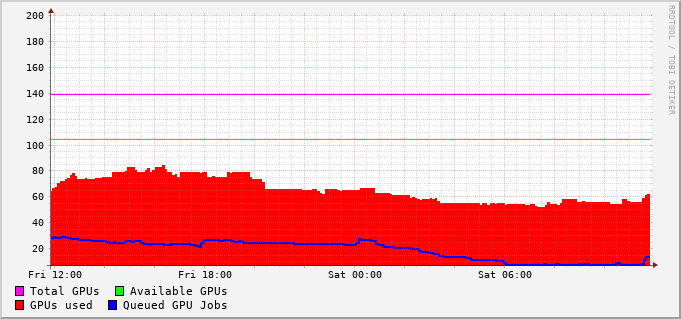 200
180
160
140
120
100
80
60
40
20
Fri 12:00 Fri 18:00 Sat 00:00 Sat 06:00
Total GPUs Available GPUs
GPUs used Queued GPU Jobs
RRDTOOL / TOBI OETIKER